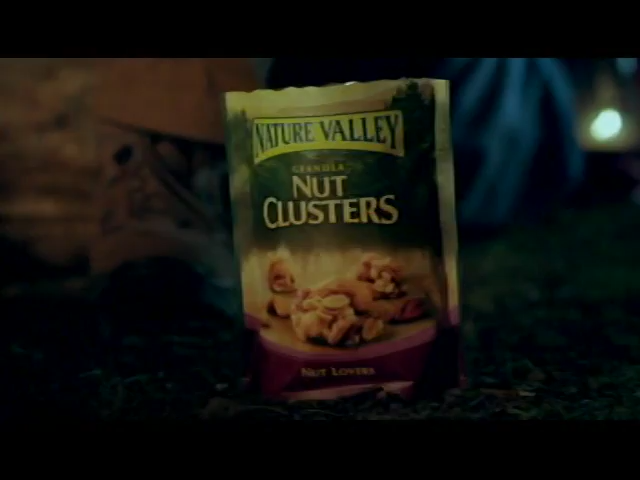 NATURE VALLEY
GRANOLA
NUT
CLUSTERS
NUT LOVERS